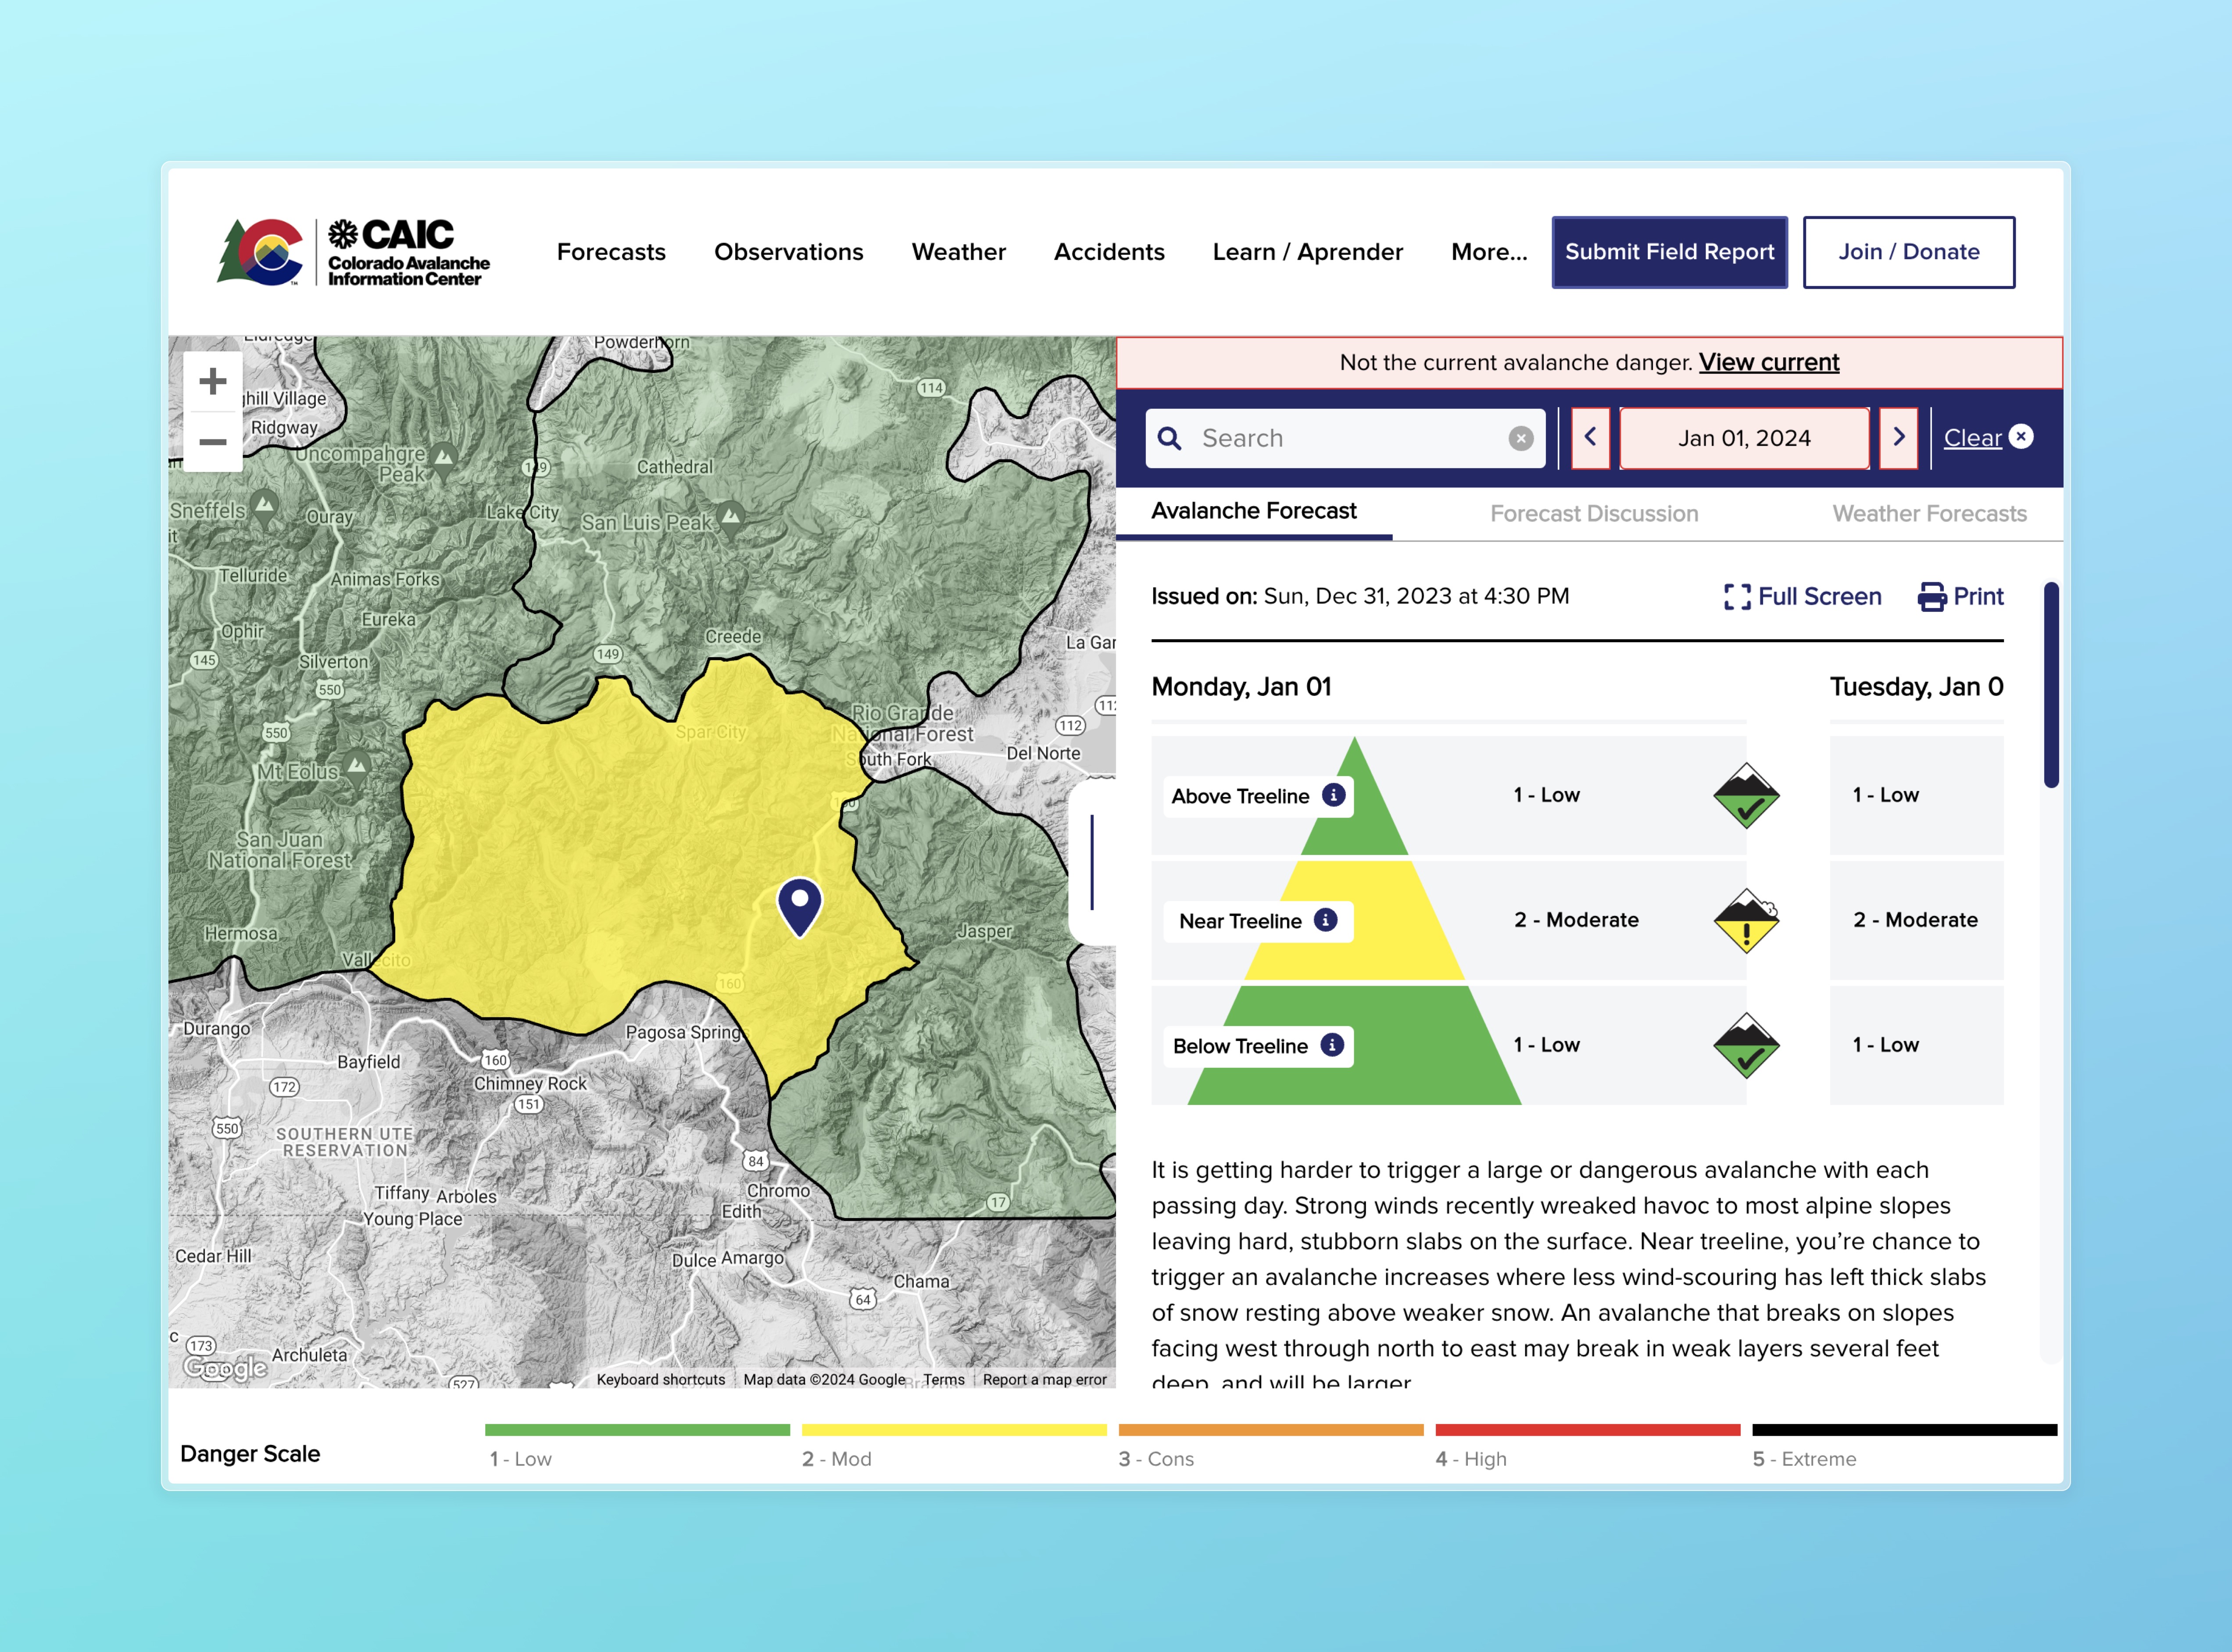 CAIC
Colorado Avalanche
Information Center
TM
Forecasts
Observations
Weather
Accidents
Learn / Aprender
More...
Submit Field Report
Join / Donate
Not the current avalanche danger. View current
Search
Jan 01, 2024
Clear
Avalanche Forecast
Forecast Discussion
Weather Forecasts
Issued on: Sun, Dec 31, 2023 at 4:30 PM
Full Screen
Print
Monday, Jan 01
Tuesday, Jan 0
Above Treeline
1 - Low
1 - Low
Near Treeline
2 - Moderate
2 - Moderate
Below Treeline
1 - Low
1 - Low
It is getting harder to trigger a large or dangerous avalanche with each
passing day. Strong winds recently wreaked havoc to most alpine slopes
leaving hard, stubborn slabs on the surface. Near treeline, you’re chance to
trigger an avalanche increases where less wind-scouring has left thick slabs
of snow resting above weaker snow. An avalanche that breaks on slopes
facing west through north to east may break in weak layers several feet
deep, and will be larger.
+
−
Powderhorn
114
ghill Village
Ridgway
Uncompahgre
Peak
149
Cathedral
Sneffels
Ouray
Lake City
San Luis Peak
it
Telluride
Animas Forks
Eureka
Ophir
Creede
La Gar
145
Silverton
149
550
112
Rio Grande
National Forest
550
Spar City
112
South Fork
Del Norte
Mt Eolus
160
San Juan
National Forest
Hermosa
Jasper
Vallecito
160
Durango
Pagosa Springs
Bayfield
160
Chimney Rock
172
151
550
SOUTHERN UTE
RESERVATION
84
Tiffany
Arboles
Chromo
17
Young Place
Edith
Cedar Hill
Dulce
Amargo
Chama
64
c
173
Archuleta
Google
527
Keyboard shortcuts
Map data ©2024 Google
Terms
Report a map error
Danger Scale
1 - Low
2 - Mod
3 - Cons
4 - High
5 - Extreme